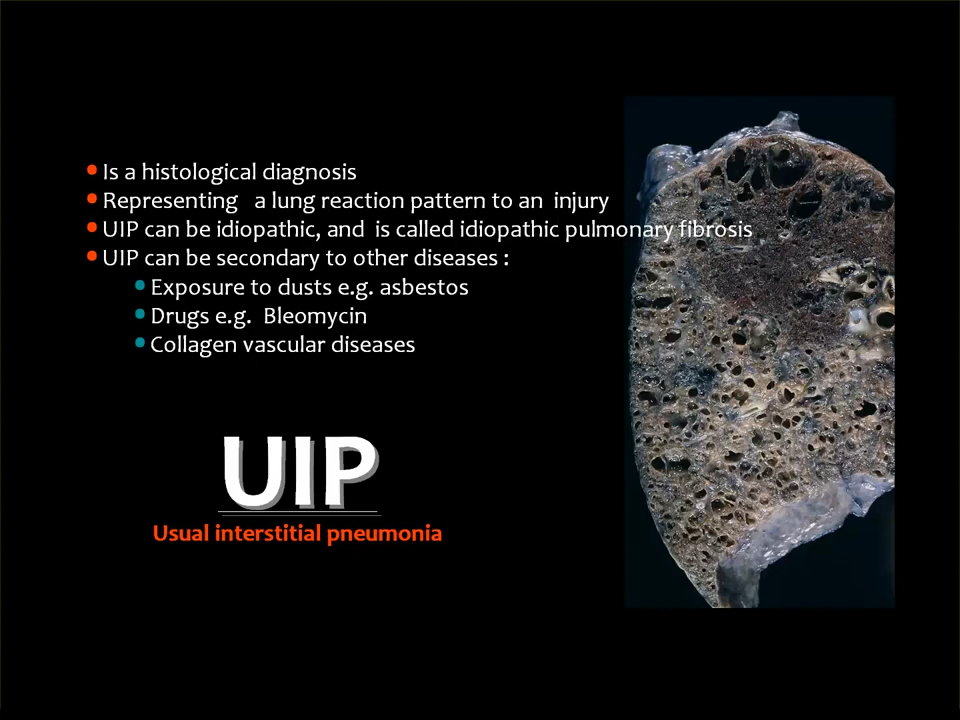 Is a histological diagnosis
Representing a lung reaction pattern to an injury
UIP can be idiopathic, and is called idiopathic pulmonary fibrosis
UIP can be secondary to other diseases :
Exposure to dusts e.g. asbestos
Drugs e.g. Bleomycin
Collagen vascular diseases
UIP
Usual interstitial pneumonia